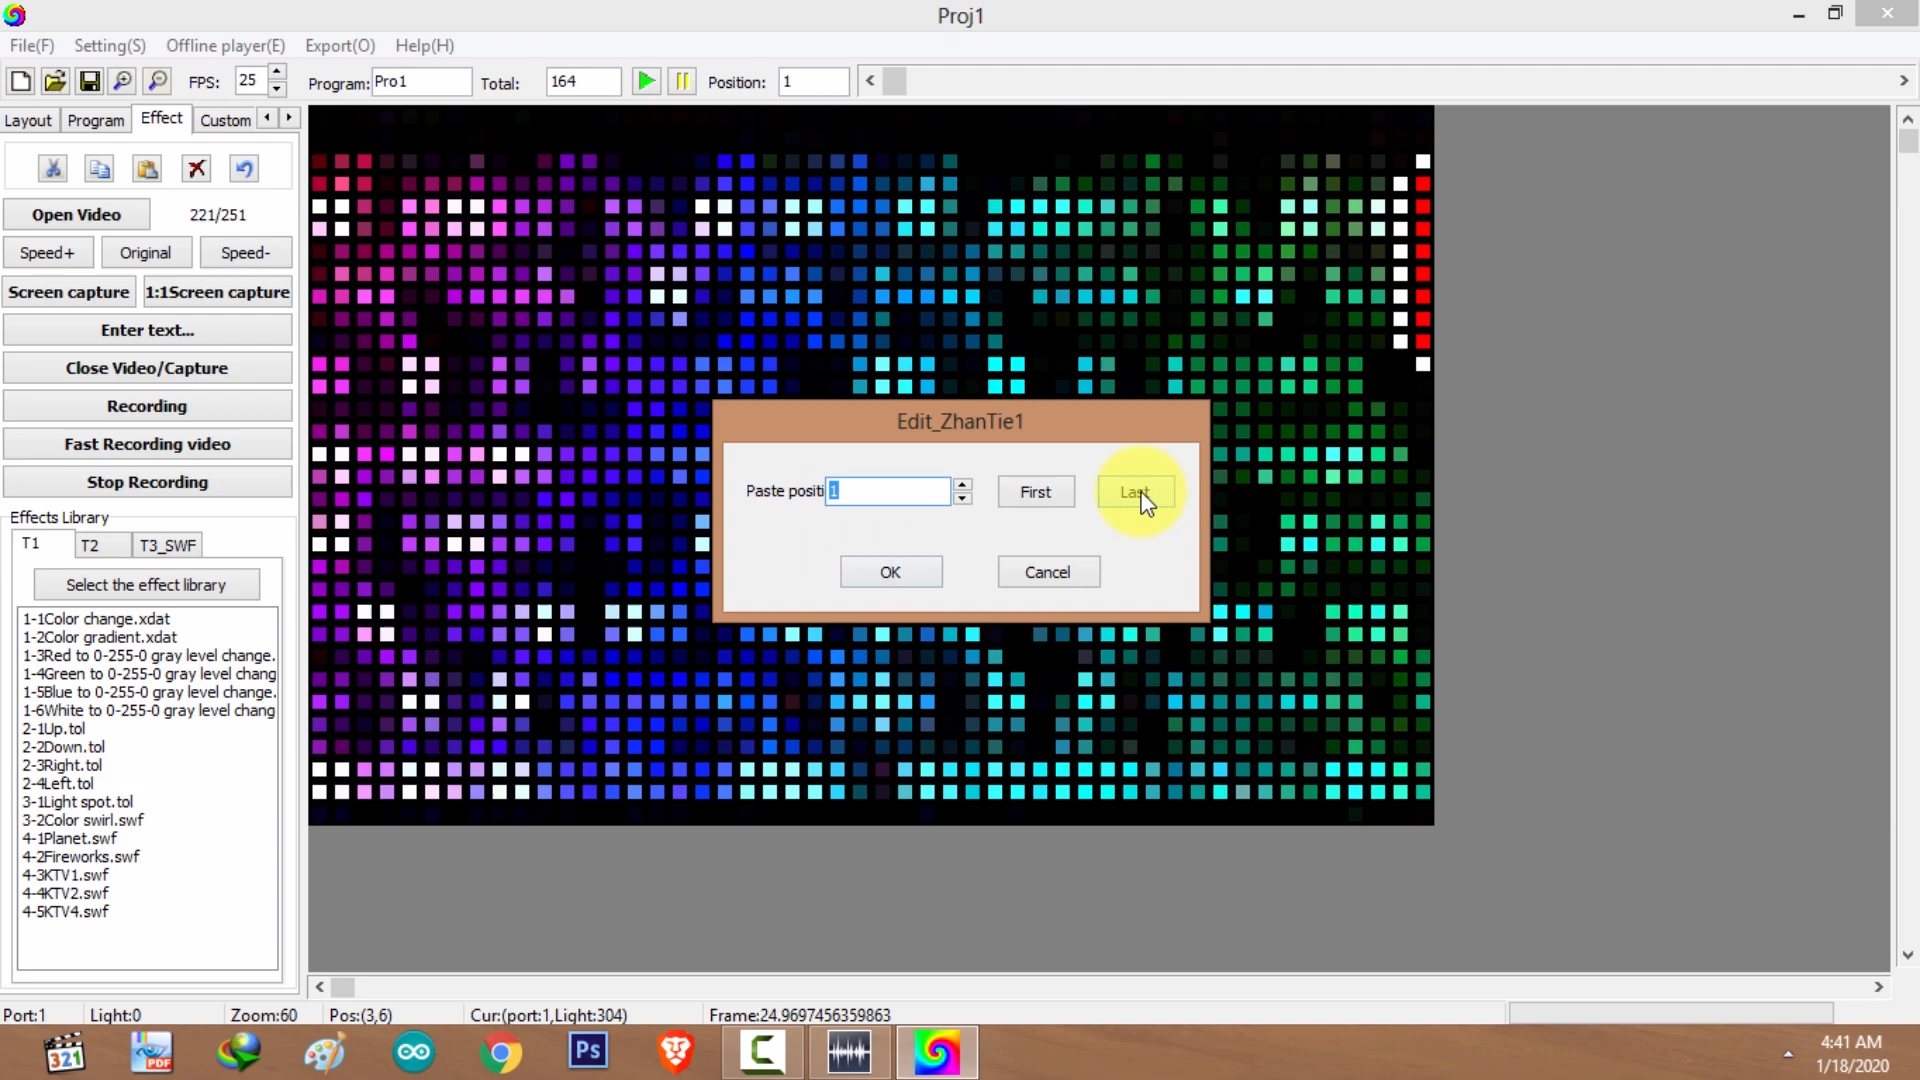 Proj1
File(F) Setting(S) Offline player(E) Export(O) Help(H)
FPS: 25 Program: Pro1 Total: 164 Position: 1
Layout Program Effect Custom
Open Video 221/251
Speed+ Original Speed-
Screen capture 1:1Screen capture
Enter text...
Close Video/Capture
Recording
Fast Recording video
Stop Recording
Effects Library
T1 T2 T3_SWF
Select the effect library
1-1Color change.xdat
1-2Color gradient.xdat
1-3Red to 0-255-0 gray level change.
1-4Green to 0-255-0 gray level chang
1-5Blue to 0-255-0 gray level change.
1-6White to 0-255-0 gray level chang
2-1Up.tol
2-2Down.tol
2-3Right.tol
2-4Left.tol
3-1Light spot.tol
3-2Color swirl.swf
4-1Planet.swf
4-2Fireworks.swf
4-3KTV1.swf
4-4KTV2.swf
4-5KTV4.swf
Edit_ZhanTie1
Paste positi 1 First Last
OK Cancel
Port:1 Light:0 Zoom:60 Pos:(3,6) Cur:(port:1,Light:304) Frame:24.9697456359863
321 PDF Ps C
4:41 AM
1/18/2020